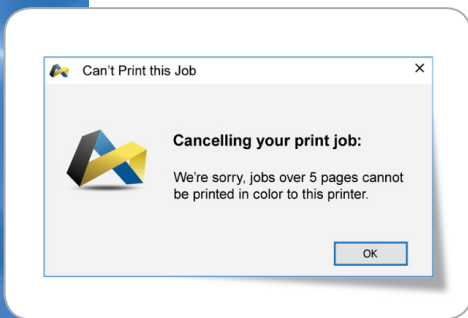 Can't Print this Job
Cancelling your print job:
We're sorry, jobs over 5 pages cannot
be printed in color to this printer.
OK